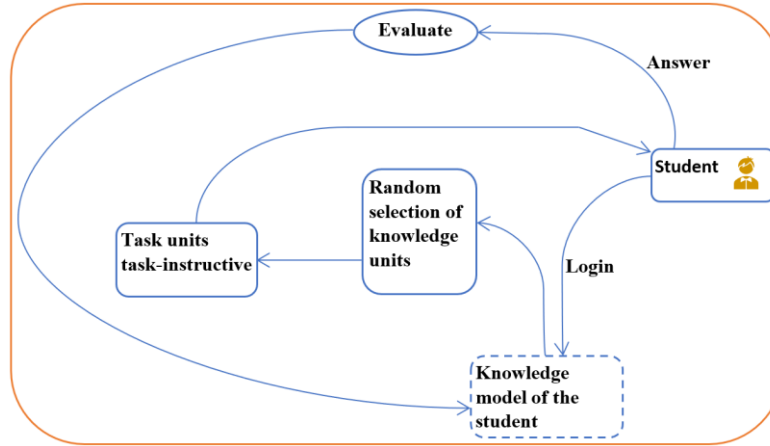 Evaluate
Answer
Student
Random
selection of
knowledge
units
Task units
task-instructive
Login
Knowledge
model of the
student